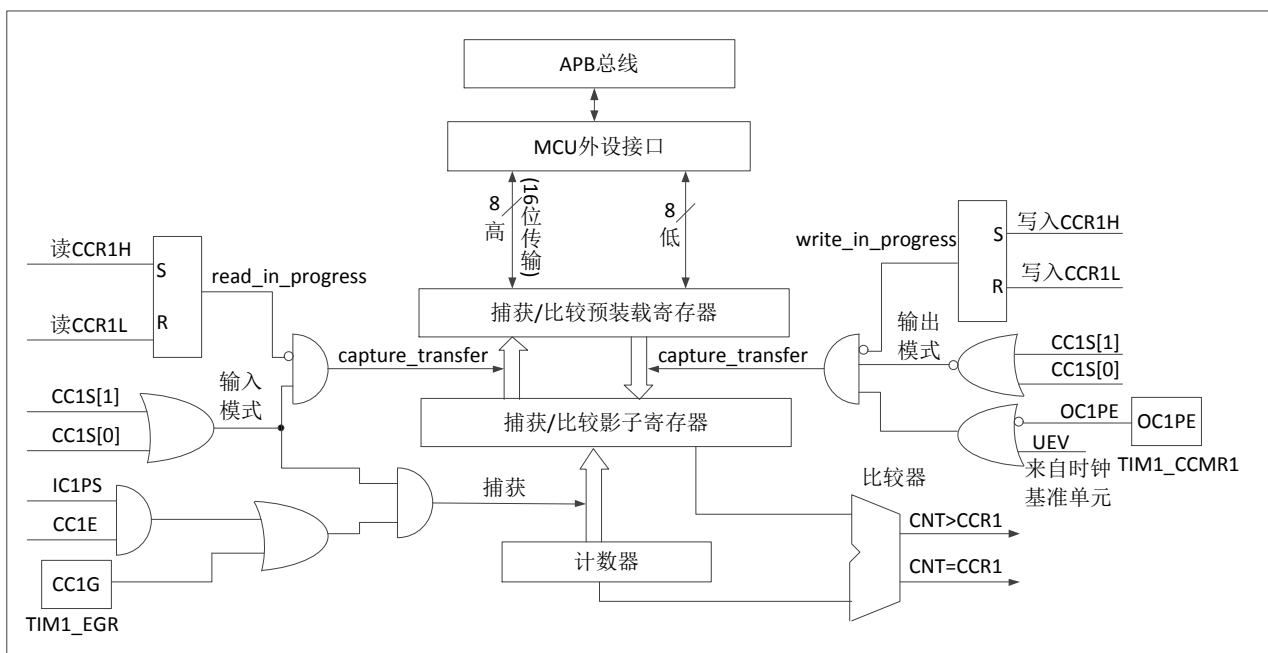 APB总线
MCU外设接口
8
高
(16位传输)
8
低
读CCR1H
S
read_in_progress
读CCR1L
R
write_in_progress
S
写入CCR1H
R
写入CCR1L
捕获/比较预装载寄存器
capture_transfer
capture_transfer
输出
模式
CC1S[1]
CC1S[0]
CC1S[1]
CC1S[0]
输入
模式
捕获/比较影子寄存器
OC1PE
OC1PE
UEV
TIM1_CCMR1
来自时钟
基准单元
IC1PS
CC1E
捕获
比较器
CC1G
TIM1_EGR
计数器
CNT>CCR1
CNT=CCR1